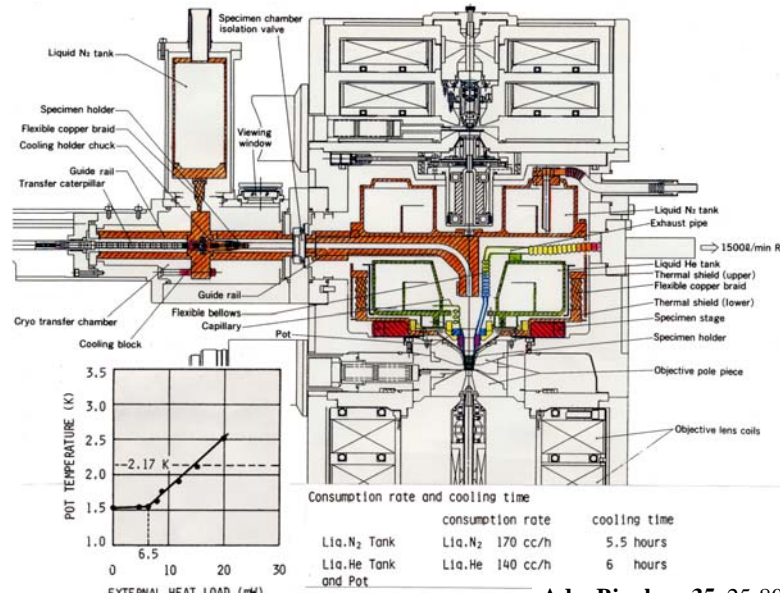 Specimen chamber
isolation valve
Liquid N₂ tank
Specimen holder
Flexible copper braid
Cooling holder chuck
Guide rail
Transfer caterpillar
Viewing
window
Liquid N₂ tank
Exhaust pipe
1500ℓ/min R
Liquid He tank
Thermal shield (upper)
Flexible copper braid
Thermal shield (lower)
Specimen stage
Specimen holder
Objective pole piece
Objective lens coils
Guide rail
Flexible bellows
Capillary
Pot
Cryo transfer chamber
Cooling block
3.5
3.0
2.5
2.0
1.5
1.0
POT TEMPERATURE (K)
2.17 K
0 10 20 30
6.5
EXTERNAL HEAT LOAD (mW)
Consumption rate and cooling time
consumption rate cooling time
Liq.N₂ Tank Liq.N₂ 170 cc/h 5.5 hours
Liq.He Tank Liq.He 140 cc/h 6 hours
and Pot